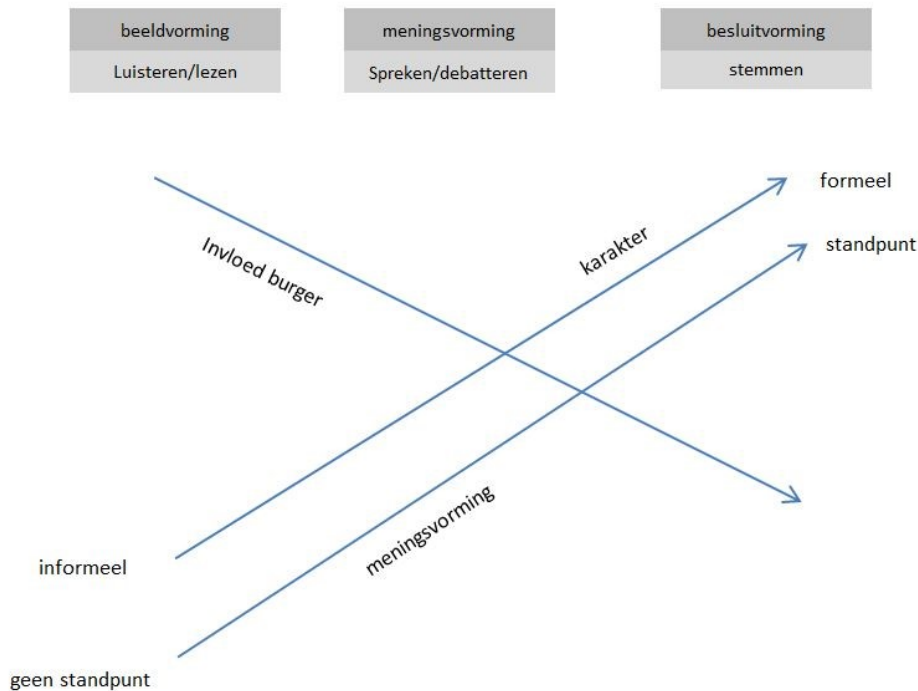 beeldvorming
Luisteren/lezen
meningsvorming
Spreken/debatteren
besluitvorming
stemmen
formeel
standpunt
Invloed burger
karakter
meningsvorming
informeel
geen standpunt